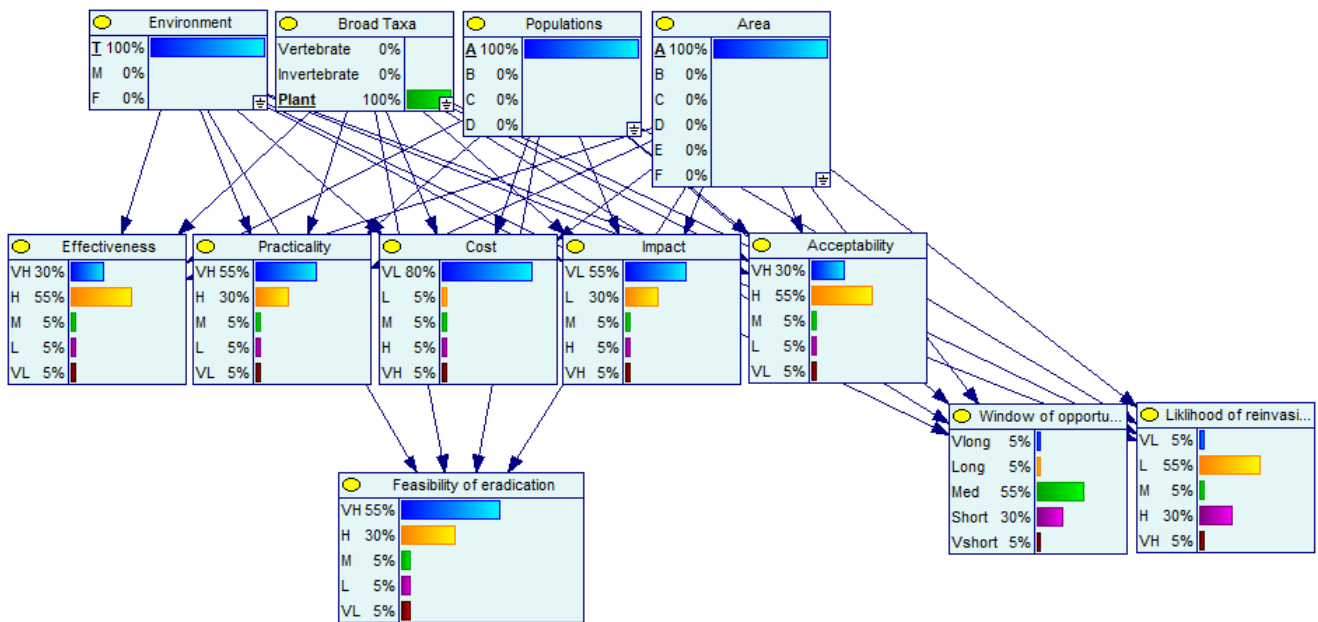 Environment
T 100%
M 0%
F 0%
Broad Taxa
Vertebrate 0%
Invertebrate 0%
Plant 100%
Populations
A 100%
B 0%
C 0%
D 0%
Area
A 100%
B 0%
C 0%
D 0%
E 0%
F 0%
Effectiveness
VH 30%
H 55%
M 5%
L 5%
VL 5%
Practicality
VH 55%
H 30%
M 5%
L 5%
VL 5%
Cost
VL 80%
L 5%
M 5%
H 5%
VH 5%
Impact
VL 55%
L 30%
M 5%
H 5%
VH 5%
Acceptability
VH 30%
H 55%
M 5%
L 5%
VL 5%
Window of opportu...
Vlong 5%
Long 5%
Med 55%
Short 30%
Vshort 5%
Liklihood of reinvasi...
VL 5%
L 55%
M 5%
H 30%
VH 5%
Feasibility of eradication
VH 55%
H 30%
M 5%
L 5%
VL 5%